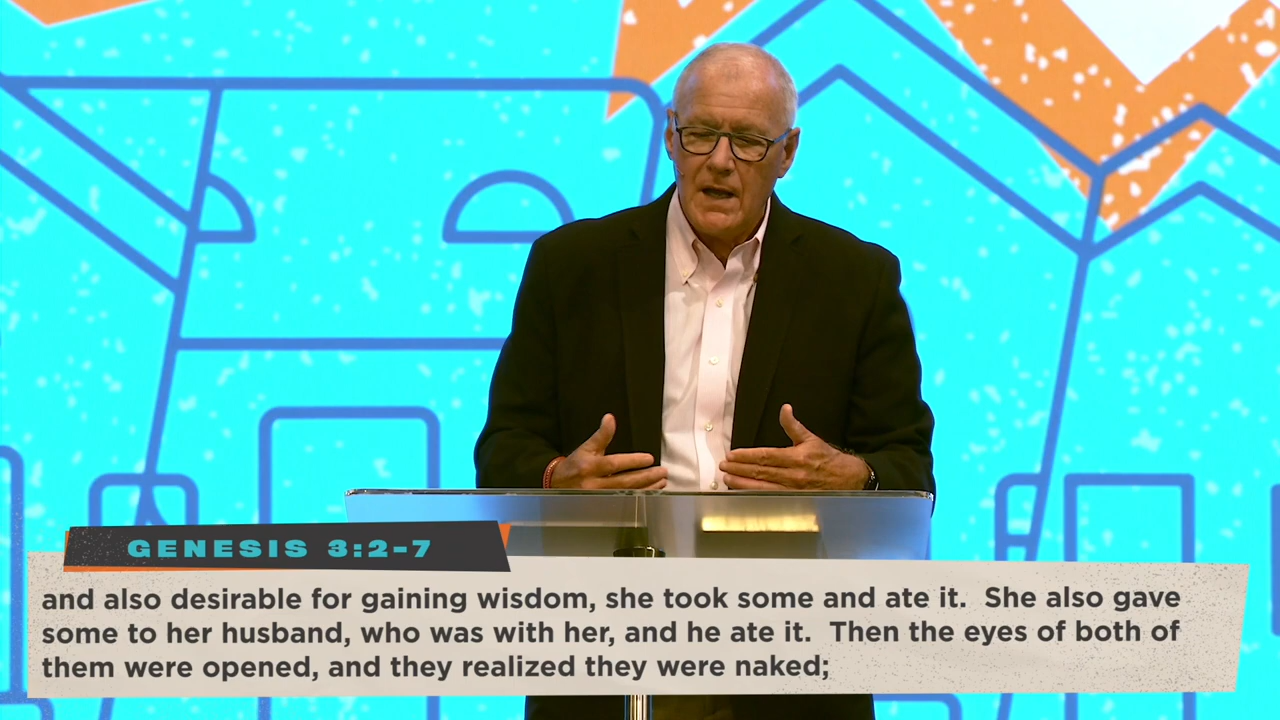 GENESIS 3:2-7
and also desirable for gaining wisdom, she took some and ate it.  She also gave
some to her husband, who was with her, and he ate it.  Then the eyes of both of
them were opened, and they realized they were naked;